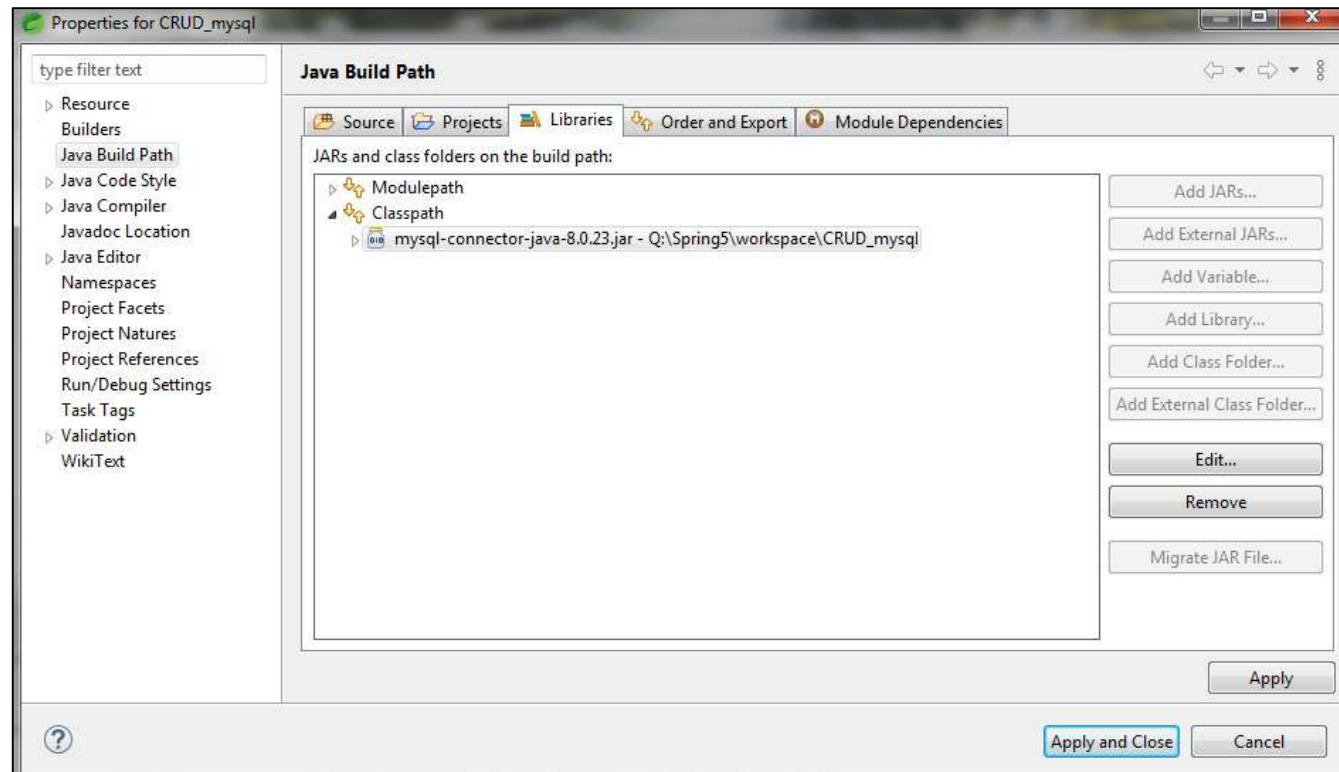 Properties for CRUD_mysql
type filter text
Resource
Builders
Java Build Path
Java Code Style
Java Compiler
Javadoc Location
Java Editor
Namespaces
Project Facets
Project Natures
Project References
Run/Debug Settings
Task Tags
Validation
WikiText
Java Build Path
Source Projects Libraries Order and Export Module Dependencies
JARs and class folders on the build path:
Modulepath
Classpath
mysql-connector-java-8.0.23.jar - Q:\Spring5\workspace\CRUD_mysql
Add JARs...
Add External JARs...
Add Variable...
Add Library...
Add Class Folder...
Add External Class Folder...
Edit...
Remove
Migrate JAR File...
Apply
Apply and Close Cancel